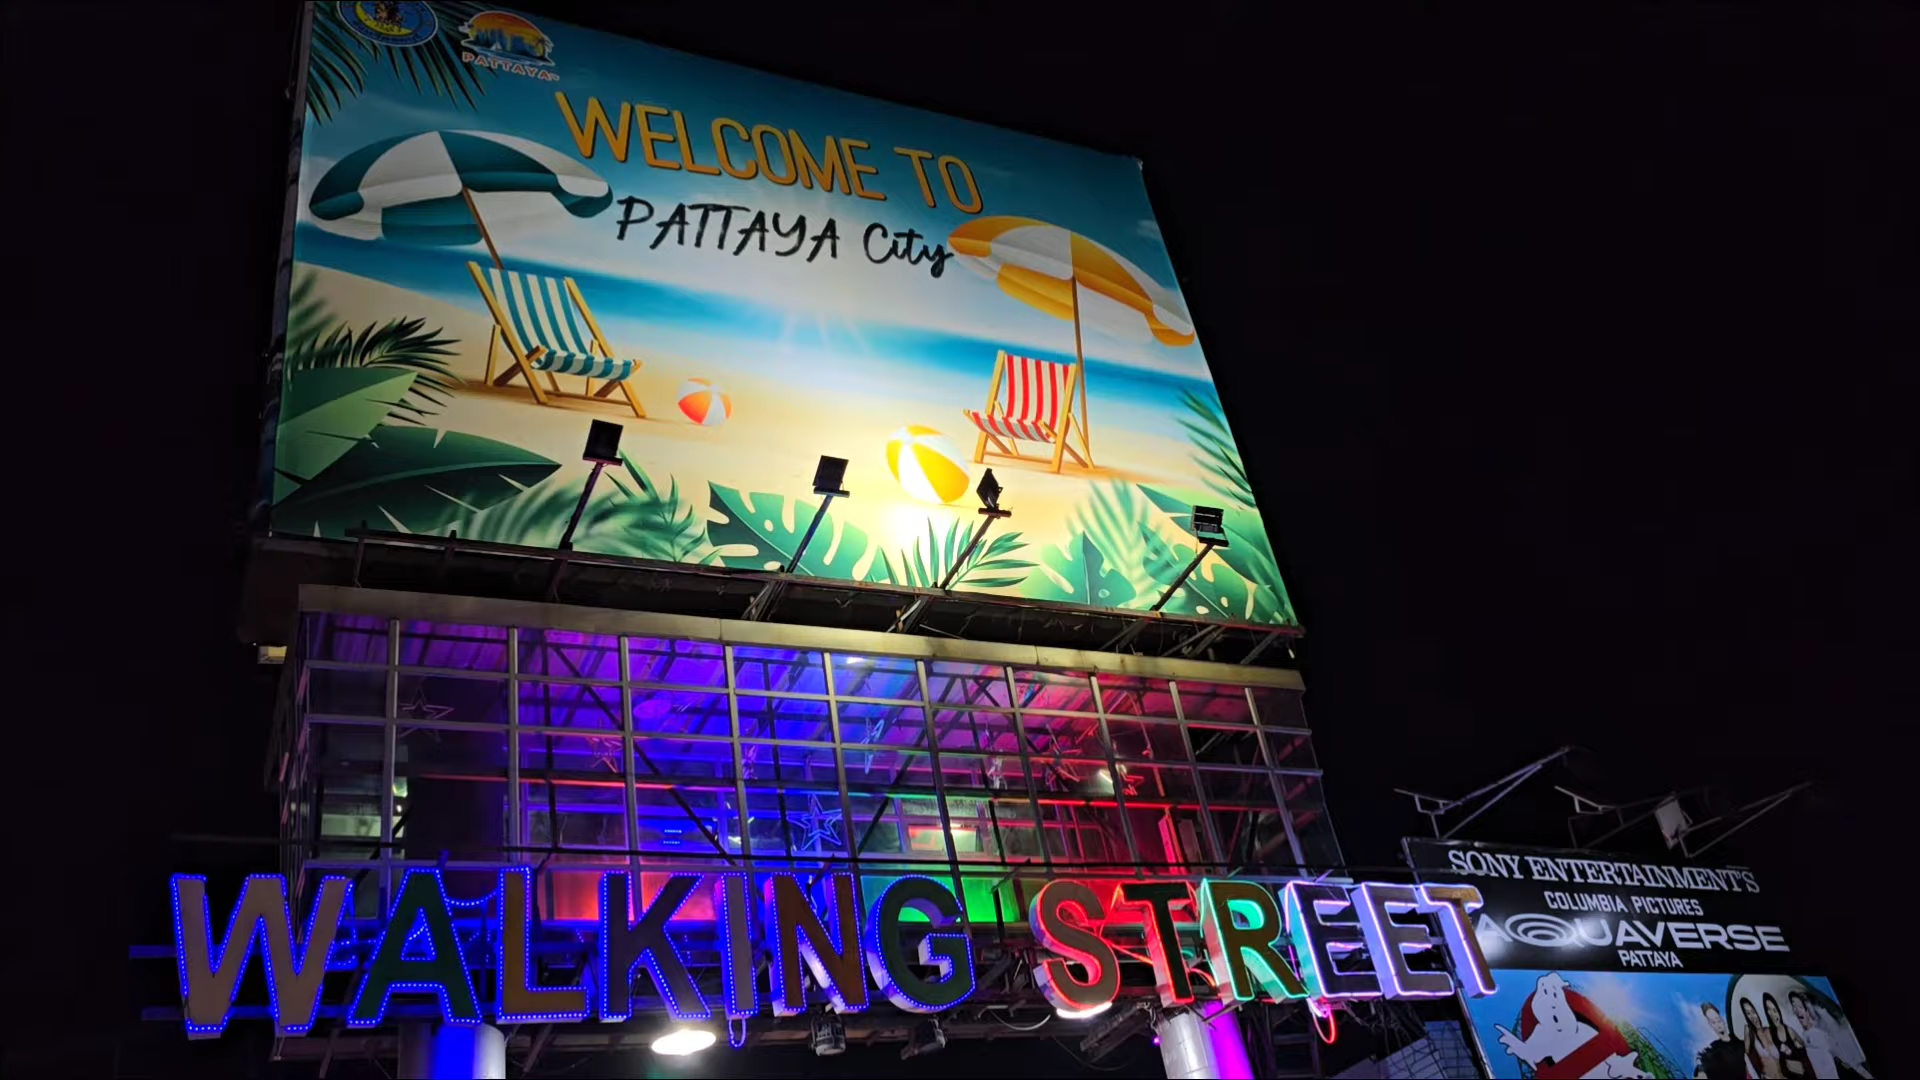 PATTAYA
WELCOME TO
PATTAYA City
WALKING STREET
SONY ENTERTAINMENT'S
COLUMBIA PICTURES
AQUAVERSE
PATTAYA